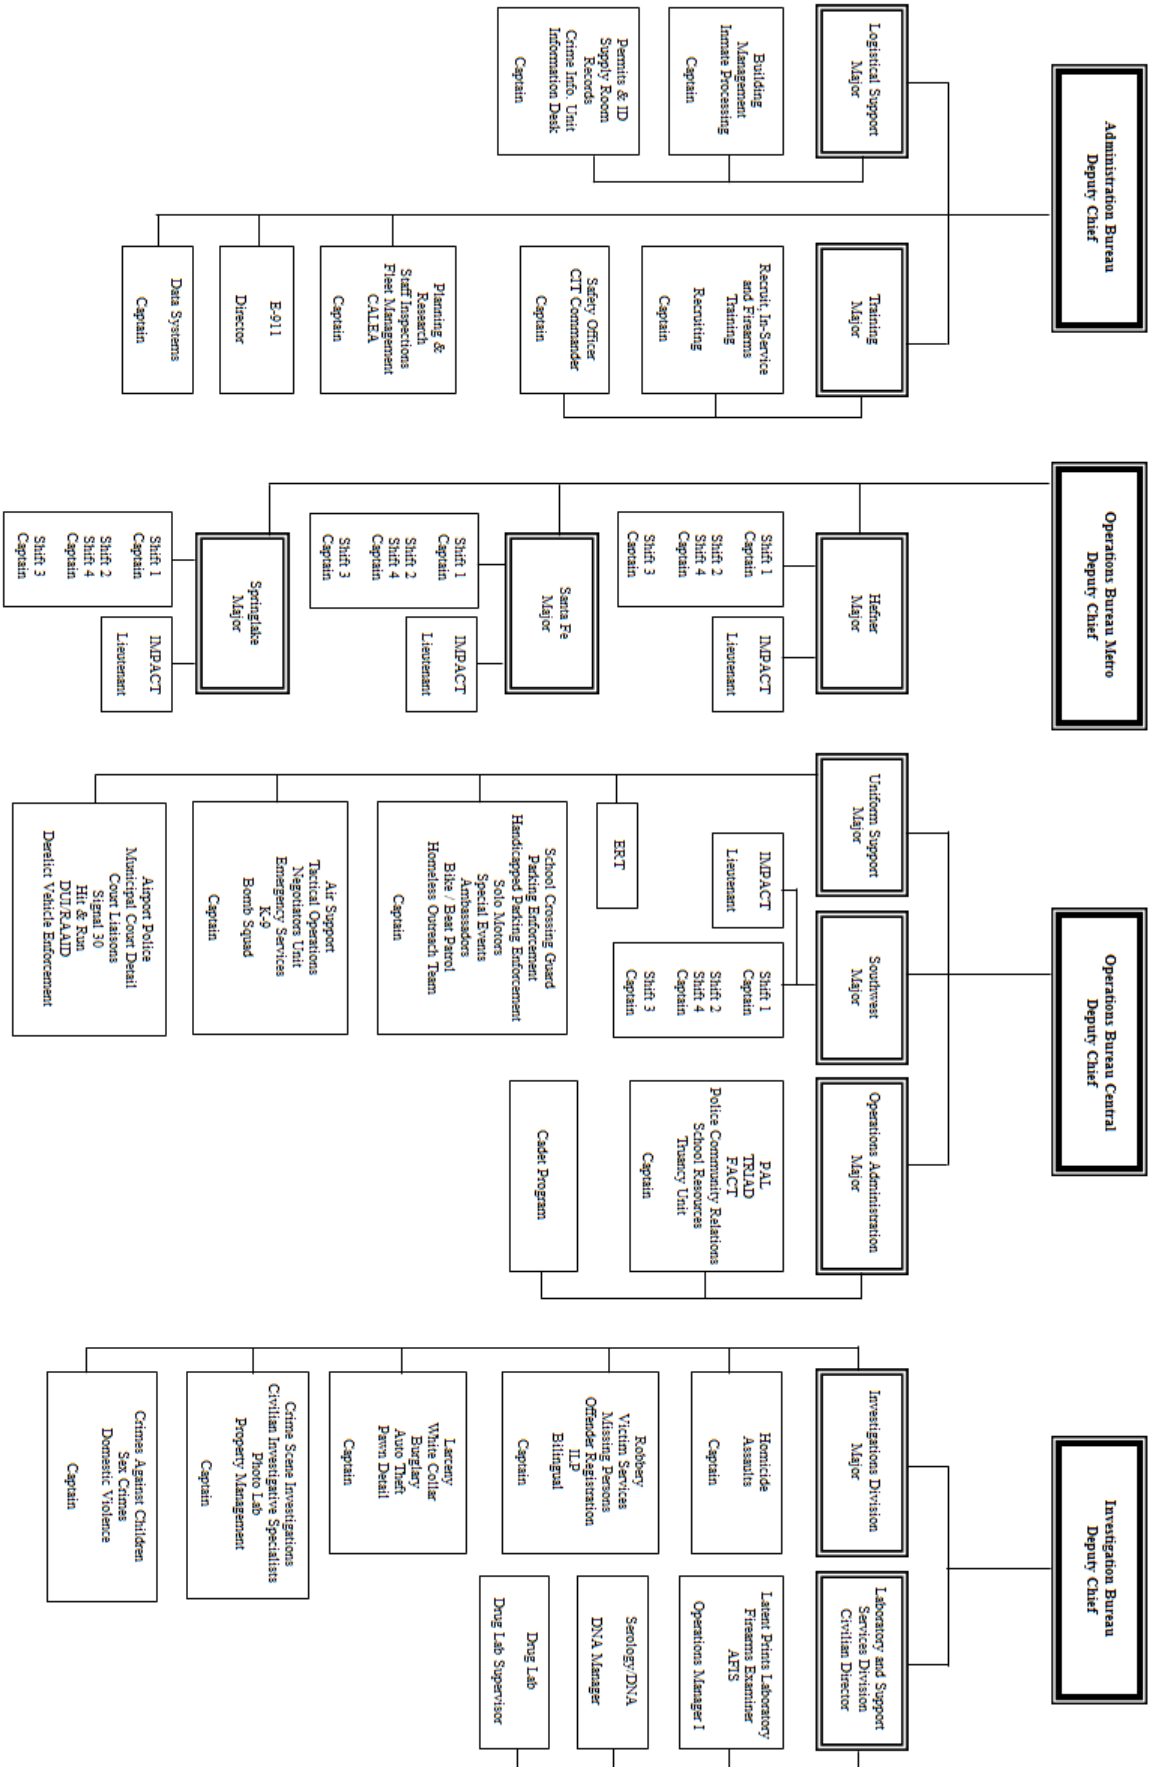 Administration Bureau
Deputy Chief
Logistical Support
Major
Building
Management
Inmate Processing
Captain
Permits & ID
Supply Room
Records
Crime Info. Unit
Information Desk
Captain
Training
Major
Recruit, In-Service
and Firearms
Training
Recruiting
Captain
Safety Officer
CIT Commander
Captain
Planning &
Research
Staff Inspections
Fleet Management
CALEA
Captain
E-911
Director
Data Systems
Captain
Operations Bureau Metro
Deputy Chief
Hefner
Major
Shift 1
Captain
Shift 2
Shift 4
Captain
Shift 3
Captain
IMPACT
Lieutenant
Santa Fe
Major
Shift 1
Captain
Shift 2
Shift 4
Captain
Shift 3
Captain
IMPACT
Lieutenant
Springlake
Major
Shift 1
Captain
Shift 2
Shift 4
Captain
Shift 3
Captain
IMPACT
Lieutenant
Operations Bureau Central
Deputy Chief
Uniform Support
Major
ERT
School Crossing Guard
Parking Enforcement
Handicapped Parking Enforcement
Solo Motors
Special Events
Ambassadors
Bike / Beat Patrol
Homeless Outreach Team
Captain
Air Support
Tactical Operations
Negotiators Unit
Emergency Services
K-9
Bomb Squad
Captain
Airport Police
Municipal Court Detail
Court Liaisons
Signal 30
Hit & Run
DUI/RAAID
Derelict Vehicle Enforcement
Southwest
Major
IMPACT
Lieutenant
Shift 1
Captain
Shift 2
Shift 4
Captain
Shift 3
Captain
Operations Administration
Major
PAL
TRIAD
FACT
Police Community Relations
School Resources
Truancy Unit
Captain
Cadet Program
Investigation Bureau
Deputy Chief
Investigations Division
Major
Homicide
Assaults
Captain
Robbery
Victim Services
Missing Persons
Offender Registration
ILP
Bilingual
Captain
Larceny
White Collar
Burglary
Auto Theft
Pawn Detail
Captain
Crime Scene Investigations
Civilian Investigative Specialists
Photo Lab
Property Management
Captain
Crimes Against Children
Sex Crimes
Domestic Violence
Captain
Laboratory and Support
Services Division
Civilian Director
Latent Prints Laboratory
Firearms Examiner
AFIS
Operations Manager I
Serology/DNA
DNA Manager
Drug Lab
Drug Lab Supervisor